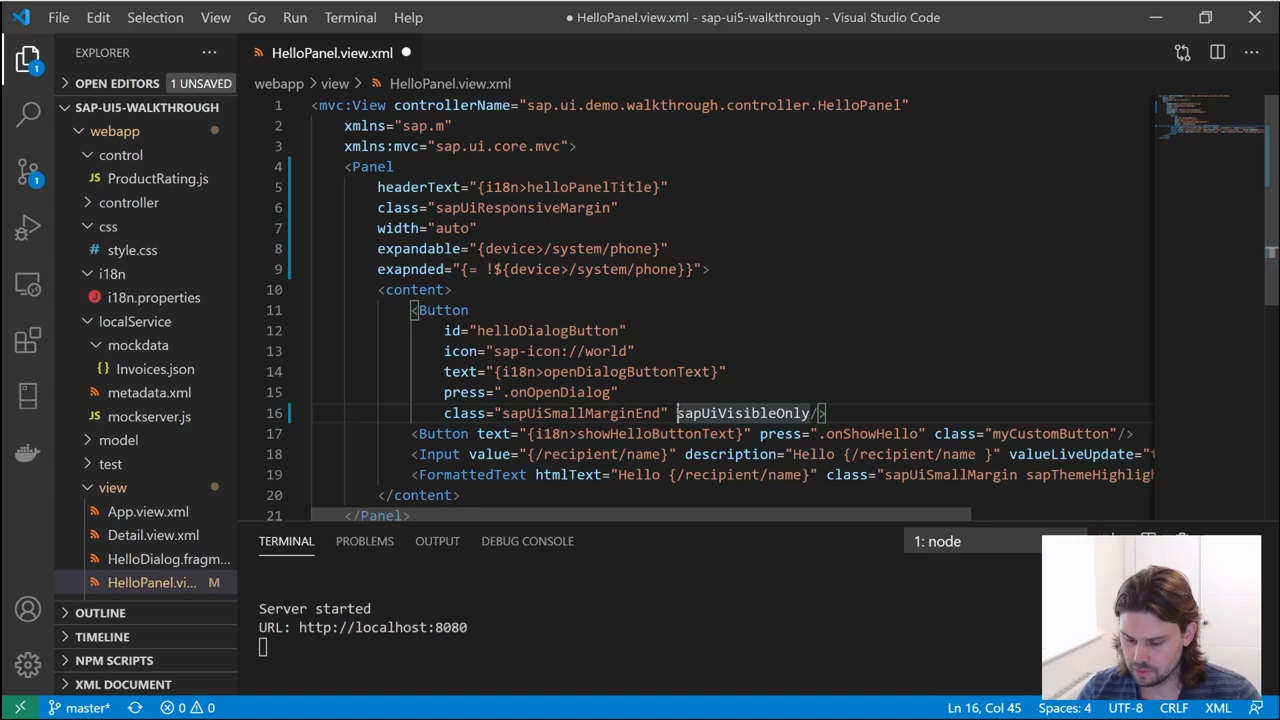 File Edit Selection View Go Run Terminal Help
● HelloPanel.view.xml - sap-ui5-walkthrough - Visual Studio Code
EXPLORER
OPEN EDITORS 1 UNSAVED
SAP-UI5-WALKTHROUGH
webapp
control
JS ProductRating.js
controller
css
# style.css
i18n
i18n.properties
localService
mockdata
{} Invoices.json
metadata.xml
JS mockserver.js
model
test
view
App.view.xml
Detail.view.xml
HelloDialog.fragm...
HelloPanel.vi... M
OUTLINE
TIMELINE
NPM SCRIPTS
XML DOCUMENT
1
1
HelloPanel.view.xml
webapp > view > HelloPanel.view.xml
1 <mvc:View controllerName="sap.ui.demo.walkthrough.controller.HelloPanel"
2 xmlns="sap.m"
3 xmlns:mvc="sap.ui.core.mvc">
4 <Panel
5 headerText="{i18n>helloPanelTitle}"
6 class="sapUiResponsiveMargin"
7 width="auto"
8 expandable="{device>/system/phone}"
9 exapnded="{= !${device>/system/phone}}">
10 <content>
11 <Button
12 id="helloDialogButton"
13 icon="sap-icon://world"
14 text="{i18n>openDialogButtonText}"
15 press=".onOpenDialog"
16 class="sapUiSmallMarginEnd" sapUiVisibleOnly/>
17 <Button text="{i18n>showHelloButtonText}" press=".onShowHello" class="myCustomButton"/>
18 <Input value="{/recipient/name}" description="Hello {/recipient/name }" valueLiveUpdate="t
19 <FormattedText htmlText="Hello {/recipient/name}" class="sapUiSmallMargin sapThemeHighligh
20 </content>
21 </Panel>
TERMINAL PROBLEMS OUTPUT DEBUG CONSOLE
1: node
Server started
URL: http://localhost:8080
master* 0 0
Ln 16, Col 45 Spaces: 4 UTF-8 CRLF XML